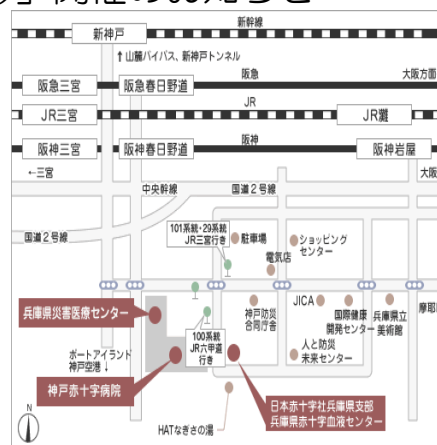 新幹線
新神戸
↑山麓バイパス、新神戸トンネル
阪急
大阪方面
阪急三宮
阪急春日野道
JR
JR三宮
JR灘
阪神
阪神三宮
阪神春日野道
阪神岩屋
←三宮
大阪
中央幹線
国道2号線
国道2号線
101系統・29系統
JR三宮行き
駐車場
ショッピング
センター
電気店
摩耶
兵庫県災害医療センター
100系統
JR六甲道
行き
神戸防災
合同庁舎
JICA
国際健康
開発センター
兵庫県立
美術館
ポートアイランド
神戸空港↓
人と防災
未来センター
神戸赤十字病院
日本赤十字社兵庫県支部
兵庫県赤十字血液センター
HATなぎさの湯
N